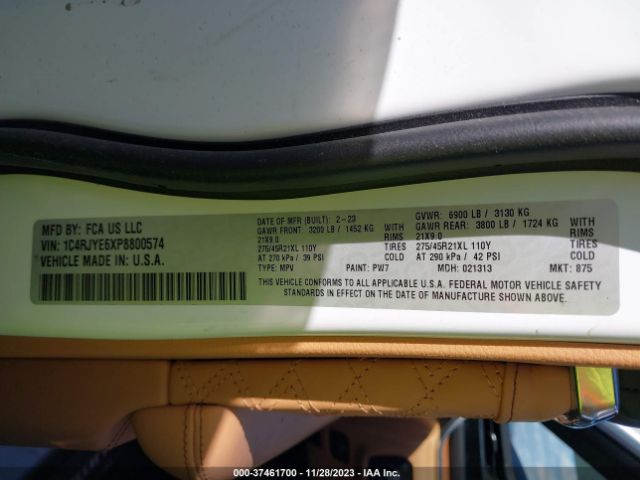 MFD BY: FCA US LLC
VIN: 1C4RJYE6XP8800574
VEHICLE MADE IN: U.S.A.
DATE OF MFR (BUILT): 2-23
GAWR FRONT: 3200 LB / 1452 KG WITH
21X9.0 RIMS
275/45R21XL 110Y TIRES
AT 270 kPa / 39 PSI COLD
TYPE: MPV PAINT: PW7
GVWR: 6900 LB / 3130 KG
GAWR REAR: 3800 LB / 1724 KG WITH
21X9.0 RIMS
275/45R21XL 110Y TIRES
AT 290 kPa / 42 PSI COLD
MDH: 021313 MKT: 875
THIS VEHICLE CONFORMS TO ALL APPLICABLE U.S.A. FEDERAL MOTOR VEHICLE SAFETY
STANDARDS IN EFFECT ON THE DATE OF MANUFACTURE SHOWN ABOVE.
000-37461700 - 11/28/2023 - IAA Inc.